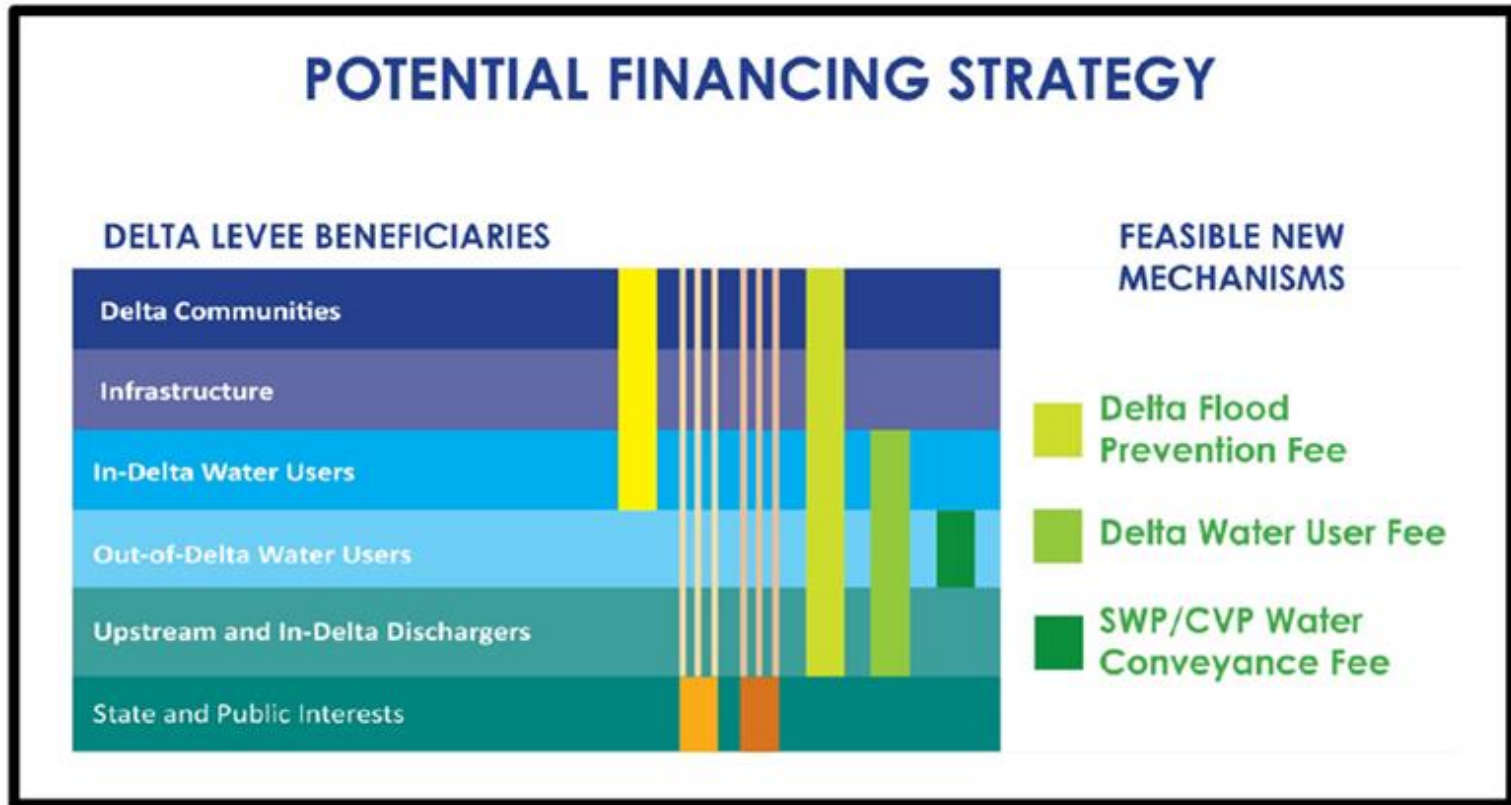 POTENTIAL FINANCING STRATEGY
DELTA LEVEE BENEFICIARIES
Delta Communities
Infrastructure
In-Delta Water Users
Out-of-Delta Water Users
Upstream and In-Delta Dischargers
State and Public Interests
FEASIBLE NEW
MECHANISMS
Delta Flood
Prevention Fee
Delta Water User Fee
SWP/CVP Water
Conveyance Fee